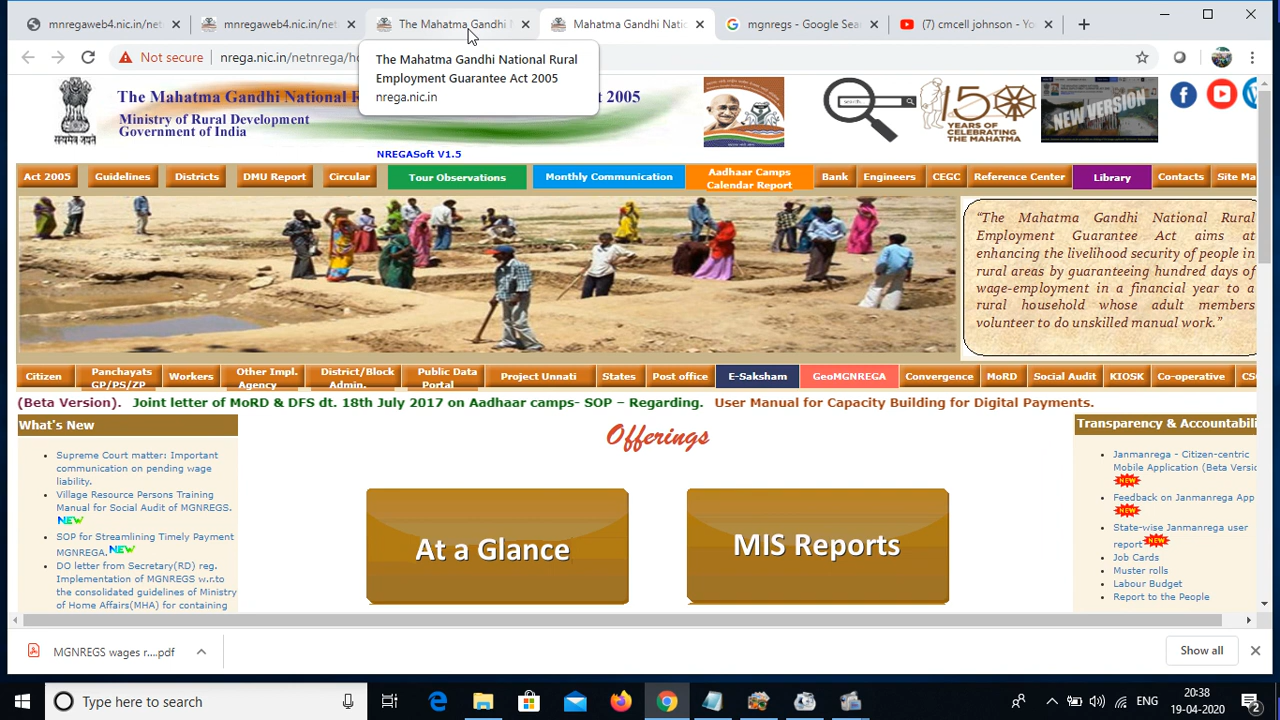 mnregaweb4.nic.in/net
mnregaweb4.nic.in/net
The Mahatma Gandhi
Mahatma Gandhi Natio
mgnregs - Google Sea
(7) cmcell johnson - Yo
Not secure
nrega.nic.in/netnrega/ho
The Mahatma Gandhi National Rural
Employment Guarantee Act 2005
nrega.nic.in
The Mahatma Gandhi National R
ct 2005
Ministry of Rural Development
Government of India
NREGASoft V1.5
150
YEARS OF
CELEBRATING
THE MAHATMA
NEW VERSION
Act 2005
Guidelines
Districts
DMU Report
Circular
Tour Observations
Monthly Communication
Aadhaar Camps
Calendar Report
Bank
Engineers
CEGC
Reference Center
Library
Contacts
Site Ma
“The Mahatma Gandhi National Rural
Employment Guarantee Act aims at
enhancing the livelihood security of people in
rural areas by guaranteeing hundred days of
wage-employment in a financial year to a
rural household whose adult members
volunteer to do unskilled manual work.”
Citizen
Panchayats
GP/PS/ZP
Workers
Other Impl.
Agency
District/Block
Admin.
Public Data
Portal
Project Unnati
States
Post office
E-Saksham
GeoMGNREGA
Convergence
MoRD
Social Audit
KIOSK
Co-operative
CS
(Beta Version). Joint letter of MoRD & DFS dt. 18th July 2017 on Aadhaar camps- SOP – Regarding. User Manual for Capacity Building for Digital Payments.
What's New
Supreme Court matter: Important
communication on pending wage
liability.
Village Resource Persons Training
Manual for Social Audit of MGNREGS.
NEW
SOP for Streamlining Timely Payment
MGNREGA. NEW
DO letter from Secretary(RD) reg.
Implementation of MGNREGS w.r.to
the consolidated guidelines of Ministry
of Home Affairs(MHA) for containing
Offerings
At a Glance
MIS Reports
Transparency & Accountabili
Janmanrega - Citizen-centric
Mobile Application (Beta Versio
NEW
Feedback on Janmanrega App
NEW
State-wise Janmanrega user
report NEW
Job Cards
Muster rolls
Labour Budget
Report to the People
MGNREGS wages r....pdf
Show all
Type here to search
ENG
20:38
19-04-2020
2